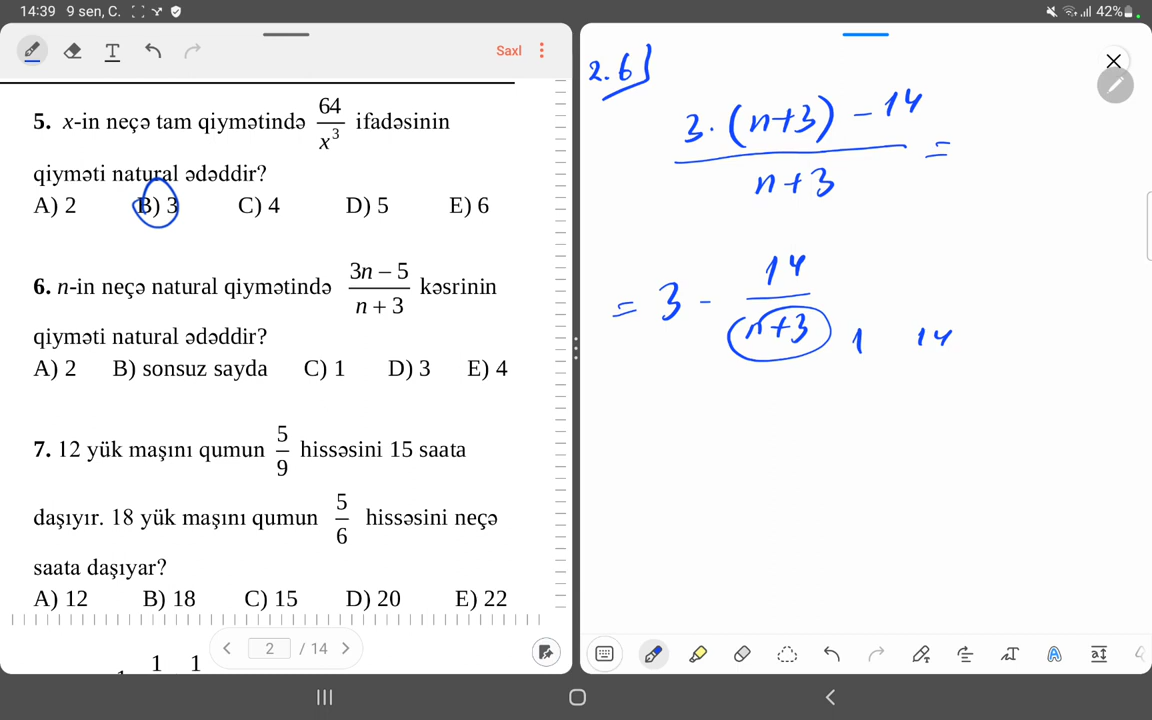 14:39 9 sen, C. 42%
Saxl
5. x-in neçə tam qiymətində 64/x³ ifadəsinin
qiyməti natural ədəddir?
A) 2 B) 3 C) 4 D) 5 E) 6
6. n-in neçə natural qiymətində (3n – 5)/(n + 3) kəsrinin
qiyməti natural ədəddir?
A) 2 B) sonsuz sayda C) 1 D) 3 E) 4
7. 12 yük maşını qumun 5/9 hissəsini 15 saata
daşıyır. 18 yük maşını qumun 5/6 hissəsini neçə
saata daşıyar?
A) 12 B) 18 C) 15 D) 20 E) 22
2 / 14
1 1
2.6)
3·(n+3) – 14
n+3 =
= 3 - 14
(n+3) 1 14